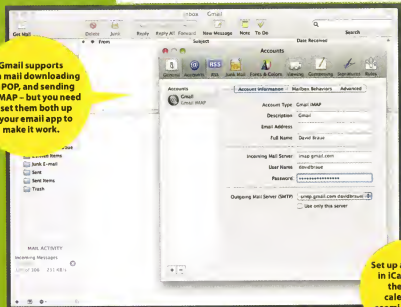 Inbox Gmail
Get Mail
Delete Junk Reply Reply All Forward New Message Note To Do
Search
From Subject Date Received
Gmail supports
mail downloading
POP, and sending
MAP – but you need
set them both up
your email app to
make it work.
Accounts
General Accounts RSS Junk Mail Fonts & Colors Viewing Composing Signatures Rules
Accounts
Gmail
Gmail IMAP
Account Information Mailbox Behaviors Advanced
Account Type Gmail IMAP
Description Gmail
Email Address
Full Name David Braue
Incoming Mail Server imap.gmail.com
User Name davidbraue
Password
Outgoing Mail Server (SMTP) smtp.gmail.com:davidbraue
Use only this server
Deleted Items
Junk E-mail
Sent
Sent Items
Trash
MAIL ACTIVITY
Incoming Messages
Set up
in iCa
the
cale